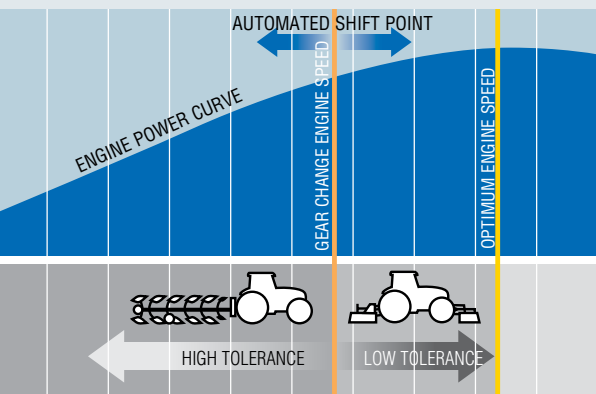 AUTOMATED SHIFT POINT
ENGINE POWER CURVE
GEAR CHANGE ENGINE SPEED
OPTIMUM ENGINE SPEED
HIGH TOLERANCE
LOW TOLERANCE